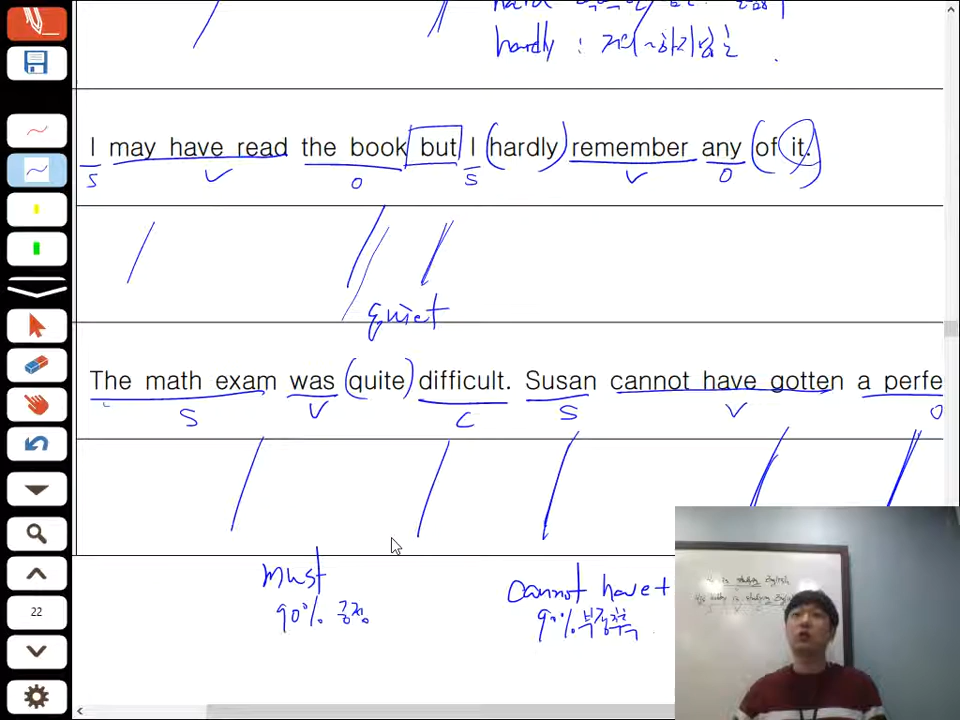 hardly : 거의 ~하지않는
I may have read the book but I (hardly) remember any (of it.)
S V O S V O
quiet
The math exam was (quite) difficult. Susan cannot have gotten a perfe
S V C S V O
must cannot have +
90% 긍정 90% 부정추측
22